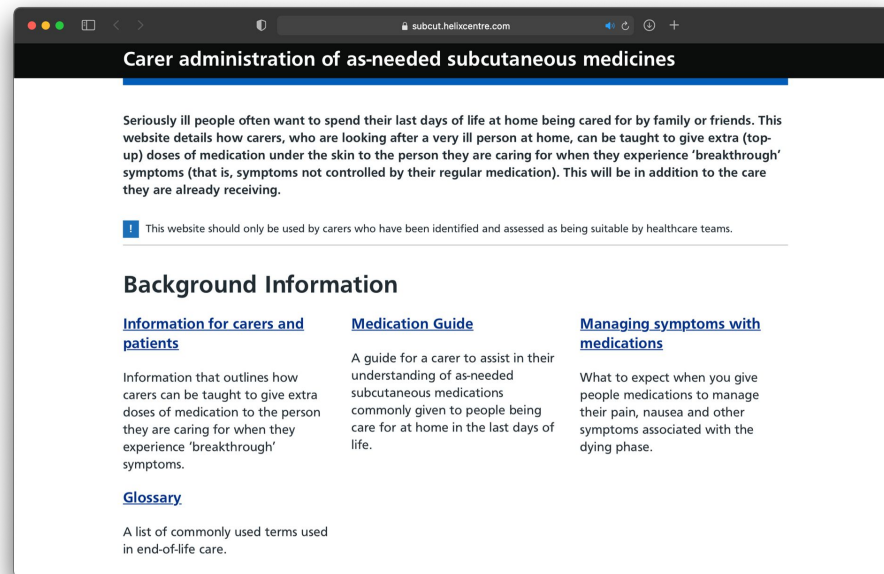 subcut.helixcentre.com
Carer administration of as-needed subcutaneous medicines
Seriously ill people often want to spend their last days of life at home being cared for by family or friends. This
website details how carers, who are looking after a very ill person at home, can be taught to give extra (top-
up) doses of medication under the skin to the person they are caring for when they experience ‘breakthrough’
symptoms (that is, symptoms not controlled by their regular medication). This will be in addition to the care
they are already receiving.
! This website should only be used by carers who have been identified and assessed as being suitable by healthcare teams.
Background Information
Information for carers and
patients
Information that outlines how
carers can be taught to give extra
doses of medication to the person
they are caring for when they
experience ‘breakthrough’
symptoms.
Medication Guide
A guide for a carer to assist in their
understanding of as-needed
subcutaneous medications
commonly given to people being
care for at home in the last days of
life.
Managing symptoms with
medications
What to expect when you give
people medications to manage
their pain, nausea and other
symptoms associated with the
dying phase.
Glossary
A list of commonly used terms used
in end-of-life care.